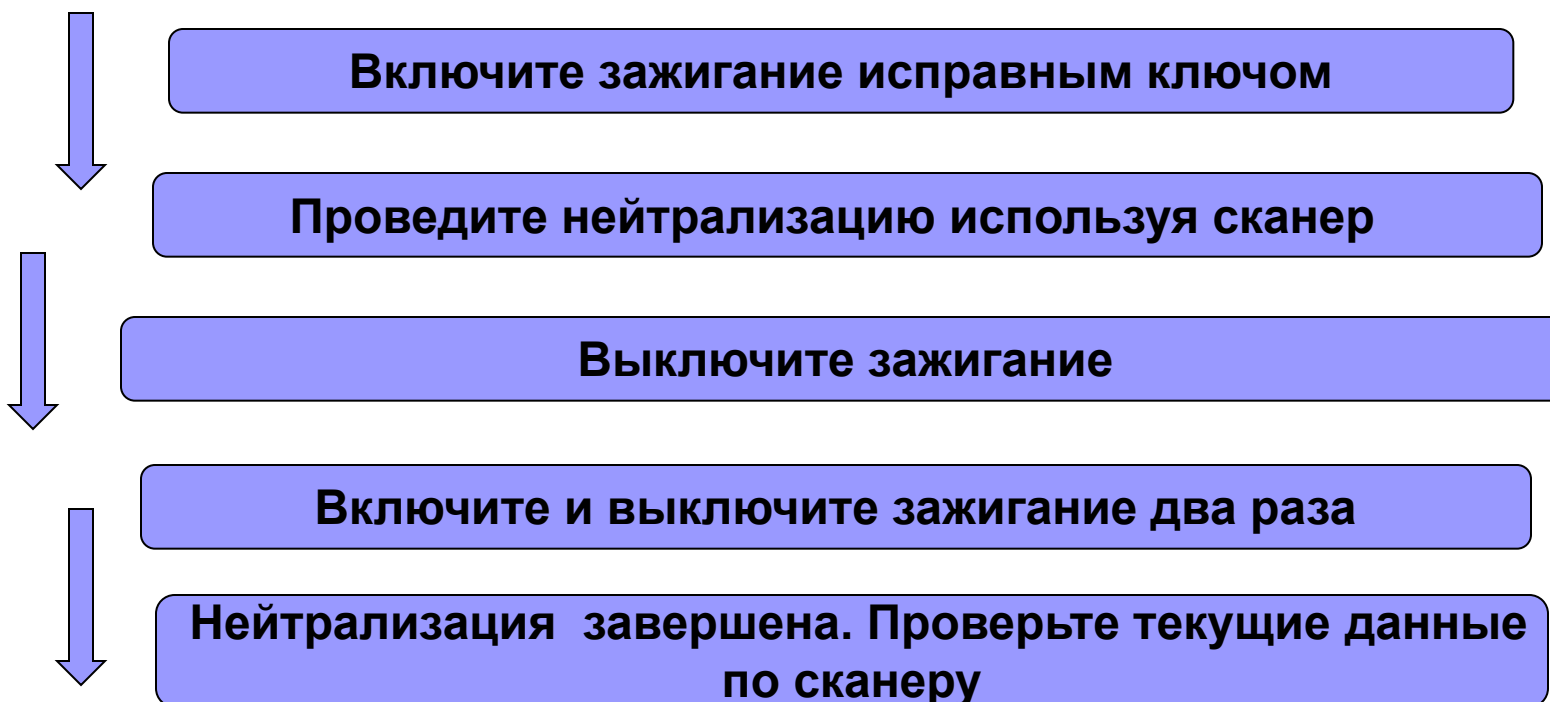 Включите зажигание исправным ключом
Проведите нейтрализацию используя сканер
Выключите зажигание
Включите и выключите зажигание два раза
Нейтрализация  завершена. Проверьте текущие данные
по сканеру